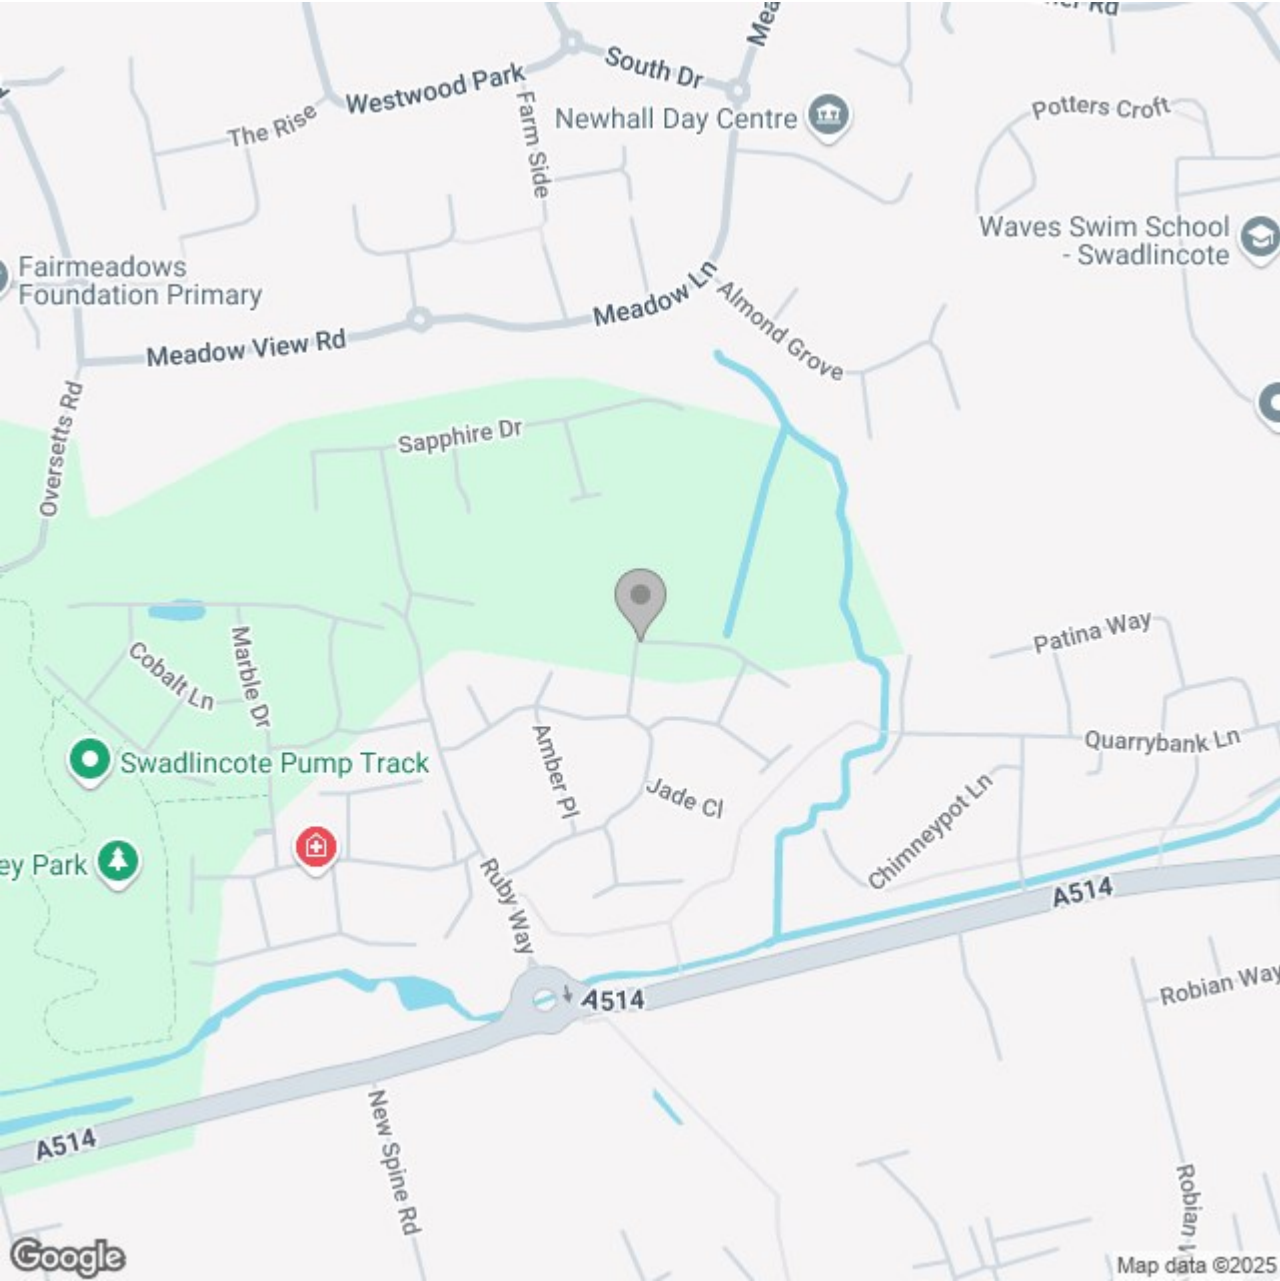 South Dr
Westwood Park
The Rise
Farm Side
Newhall Day Centre
Potters Croft
Waves Swim School
- Swadlincote
Fairmeadows
Foundation Primary
Meadow Ln
Almond Grove
Meadow View Rd
Oversetts Rd
Sapphire Dr
Patina Way
Cobalt Ln
Marble Dr
Quarrybank Ln
Swadlincote Pump Track
Amber Pl
Jade Cl
Chimneypot Ln
ey Park
Ruby Way
A514
A514
Robian Way
A514
New Spine Rd
Robian
Google
Map data ©2025